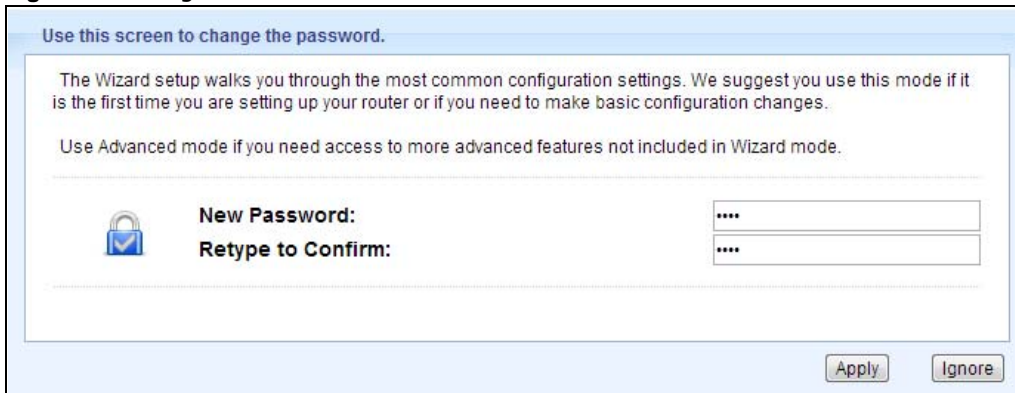 Use this screen to change the password.
The Wizard setup walks you through the most common configuration settings. We suggest you use this mode if it
is the first time you are setting up your router or if you need to make basic configuration changes.
Use Advanced mode if you need access to more advanced features not included in Wizard mode.
New Password: ••••
Retype to Confirm: ••••
Apply Ignore